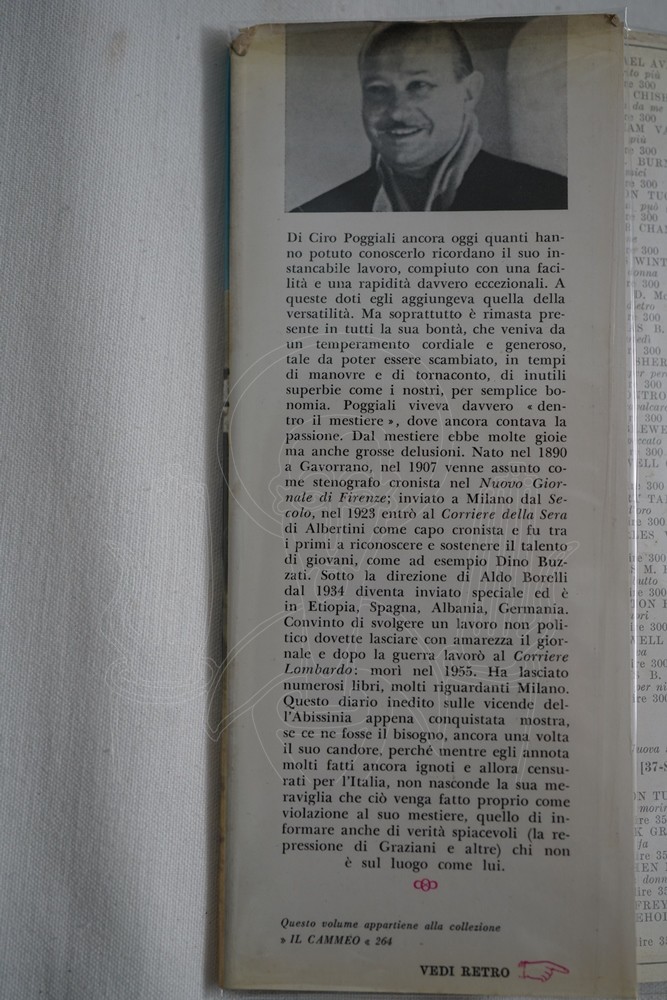 Di Ciro Poggiali ancora oggi quanti han-
no potuto conoscerlo ricordano il suo in-
stancabile lavoro, compiuto con una faci-
lità e una rapidità davvero eccezionali. A
queste doti egli aggiungeva quella della
versatilità. Ma soprattutto è rimasta pre-
sente in tutti la sua bontà, che veniva da
un temperamento cordiale e generoso,
tale da poter essere scambiato, in tempi
di manovre e di tornaconto, di inutili
superbie come i nostri, per semplice bo-
nomia. Poggiali viveva davvero « den-
tro il mestiere », dove ancora contava la
passione. Dal mestiere ebbe molte gioie
ma anche grosse delusioni. Nato nel 1890
a Gavorrano, nel 1907 venne assunto co-
me stenografo cronista nel Nuovo Gior-
nale di Firenze; inviato a Milano dal Se-
colo, nel 1923 entrò al Corriere della Sera
di Albertini come capo cronista e fu tra
i primi a riconoscere e sostenere il talento
di giovani, come ad esempio Dino Buz-
zati. Sotto la direzione di Aldo Borelli
dal 1934 diventa inviato speciale ed è
in Etiopia, Spagna, Albania, Germania.
Convinto di svolgere un lavoro non poli-
tico dovette lasciare con amarezza il gior-
nale e dopo la guerra lavorò al Corriere
Lombardo: morì nel 1955. Ha lasciato
numerosi libri, molti riguardanti Milano.
Questo diario inedito sulle vicende del-
l'Abissinia appena conquistata mostra,
se ce ne fosse il bisogno, ancora una volta
il suo candore, perché mentre egli annota
molti fatti ancora ignoti e allora censu-
rati per l'Italia, non nasconde la sua me-
raviglia che ciò venga fatto proprio come
violazione al suo mestiere, quello di in-
formare anche di verità spiacevoli (la re-
pressione di Graziani e altre) chi non
è sul luogo come lui.
Questo volume appartiene alla collezione
» IL CAMMEO « 264
VEDI RETRO